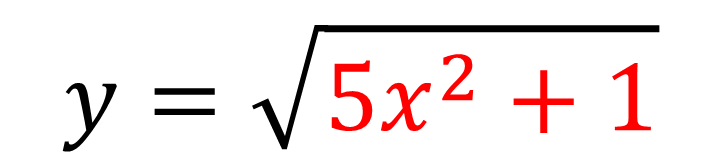 y = √(5x² + 1)